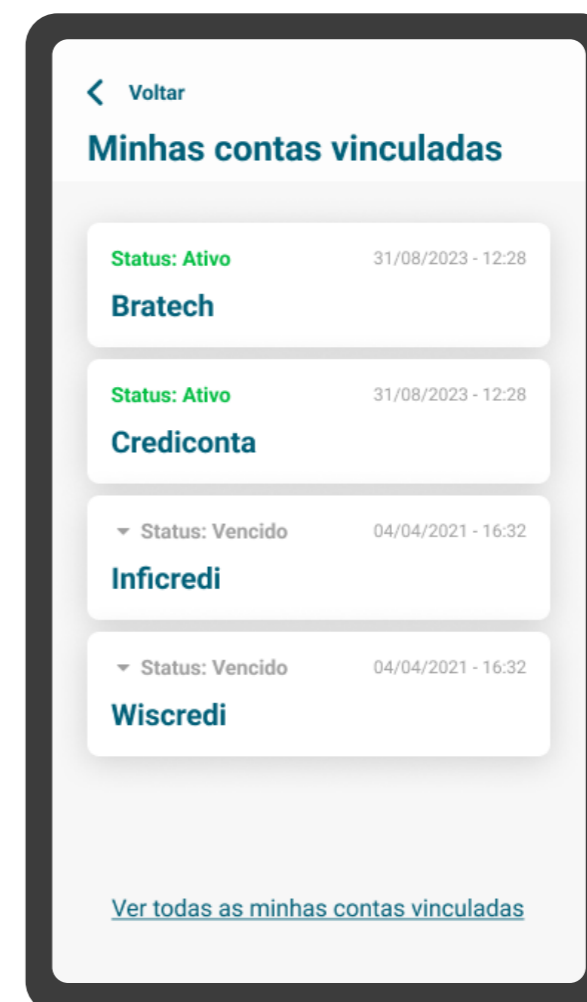 Voltar
Minhas contas vinculadas
Status: Ativo 31/08/2023 - 12:28
Bratech
Status: Ativo 31/08/2023 - 12:28
Crediconta
Status: Vencido 04/04/2021 - 16:32
Inficredi
Status: Vencido 04/04/2021 - 16:32
Wiscredi
Ver todas as minhas contas vinculadas